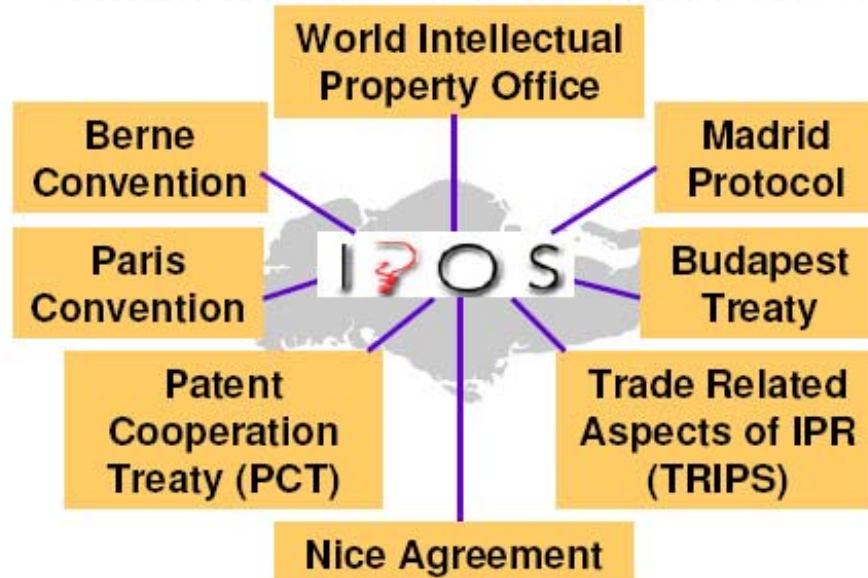 World Intellectual
Property Office
Berne
Convention
Madrid
Protocol
IPOS
Paris
Convention
Budapest
Treaty
Patent
Cooperation
Treaty (PCT)
Trade Related
Aspects of IPR
(TRIPS)
Nice Agreement